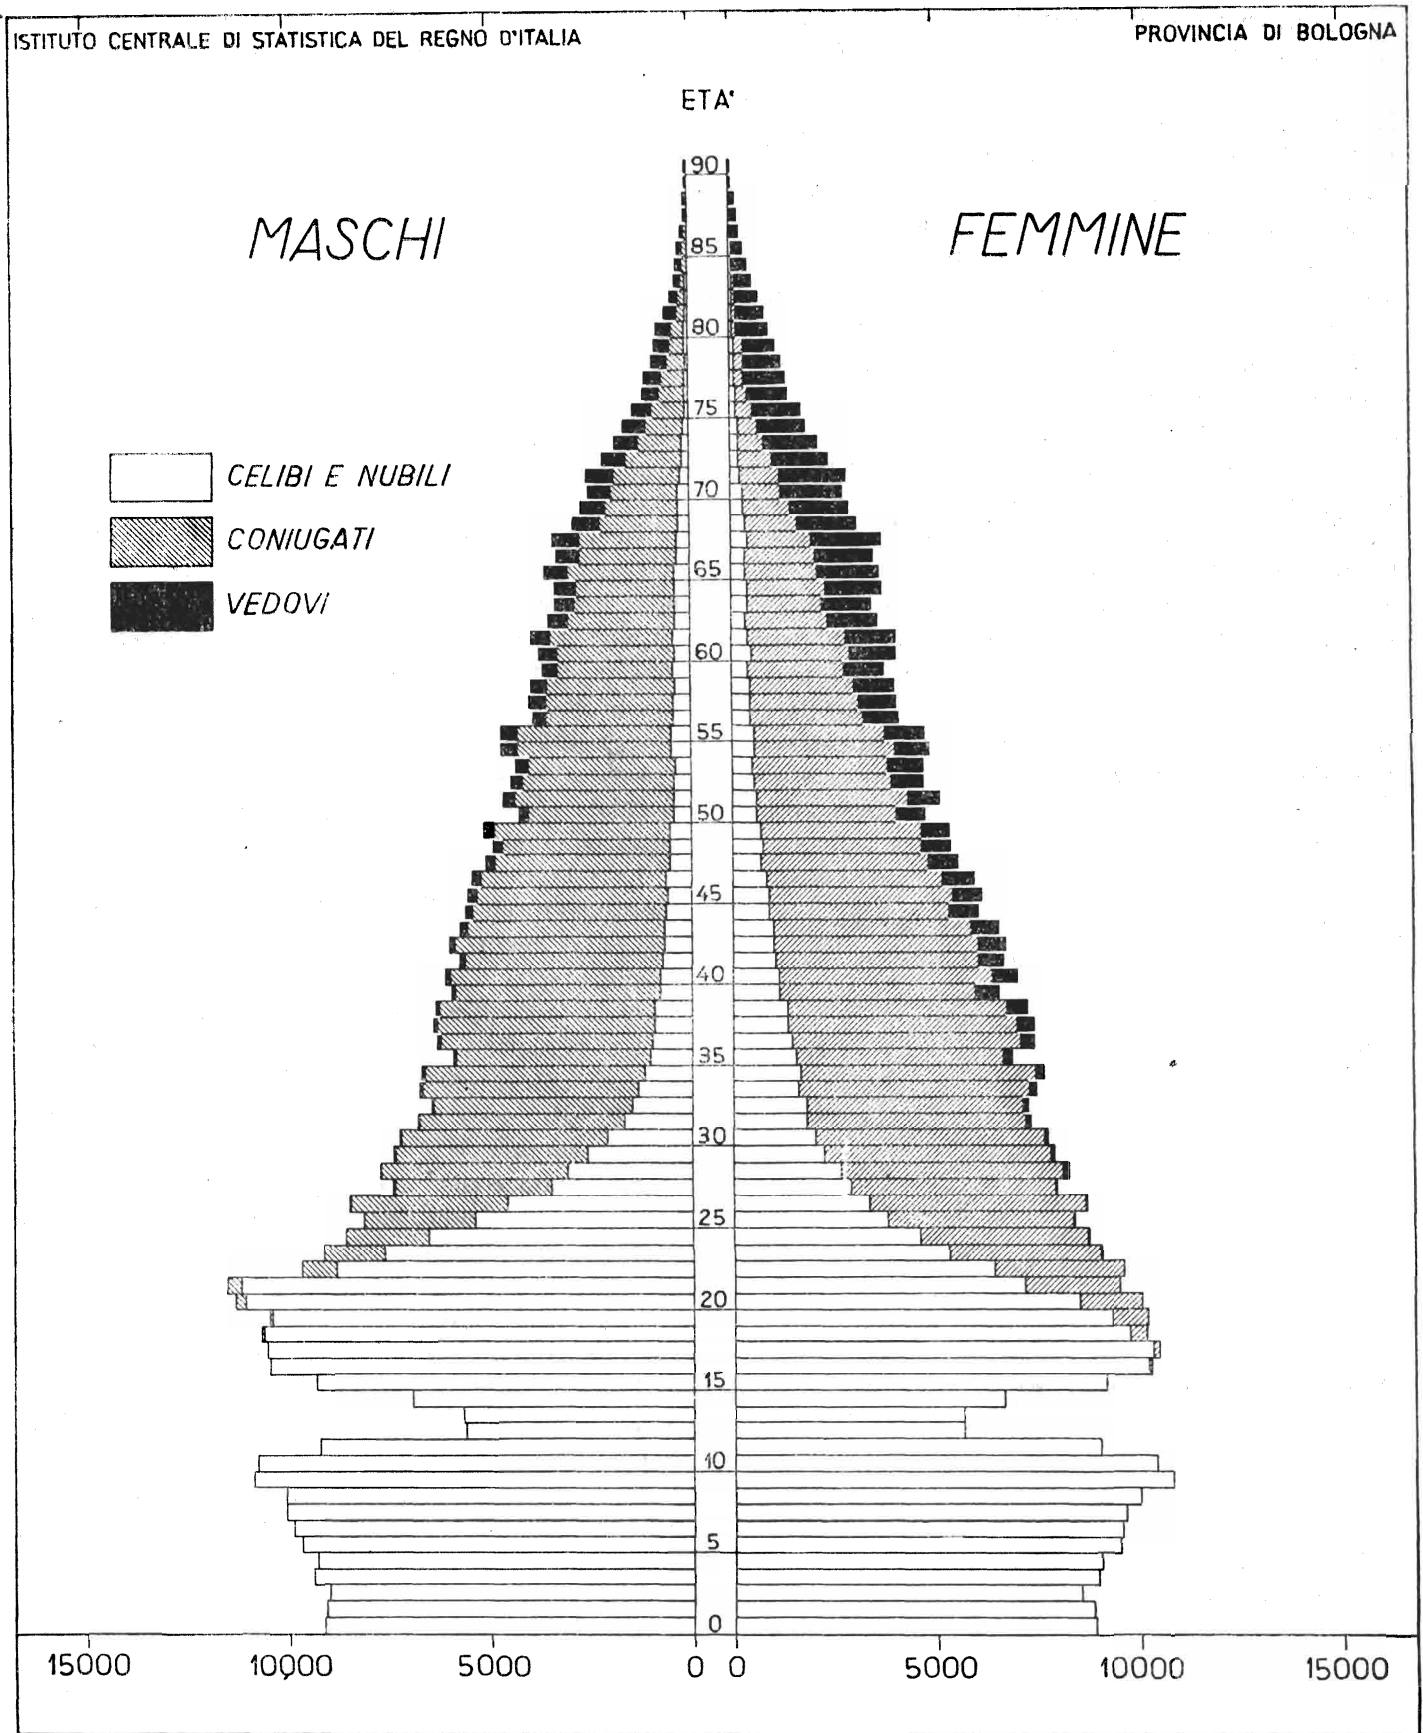 ISTITUTO CENTRALE DI STATISTICA DEL REGNO D'ITALIA
PROVINCIA DI BOLOGNA
ETA'
MASCHI
FEMMINE
90
85
80
75
70
65
60
55
50
45
40
35
30
25
20
15
10
5
0
CELIBI E NUBILI
CONIUGATI
VEDOVI
15000 10000 5000 0 0 5000 10000 15000